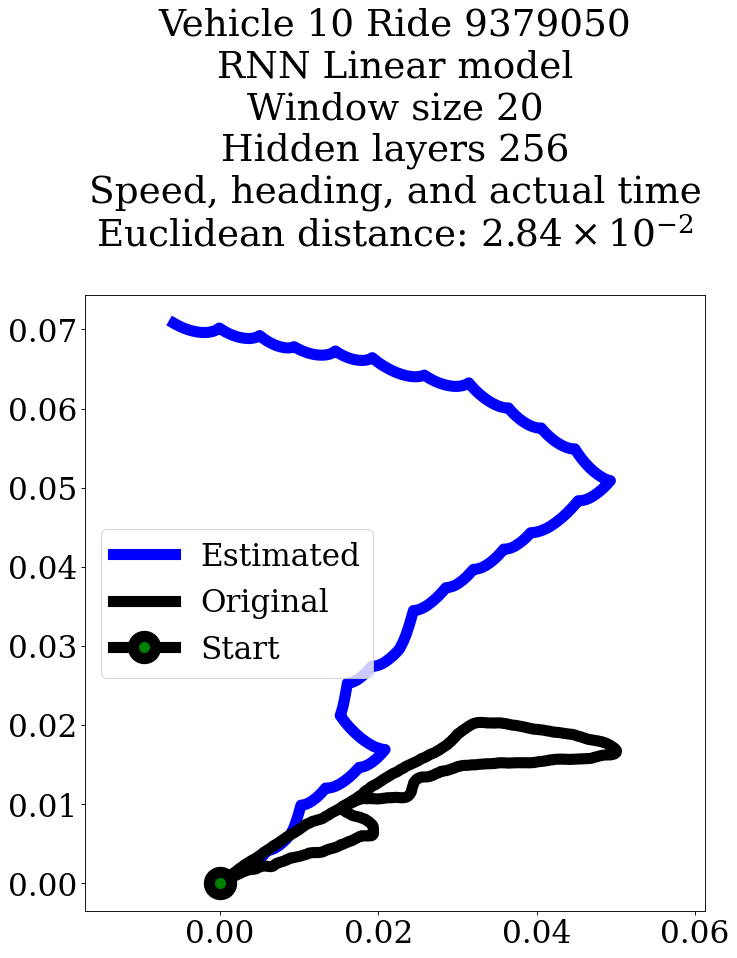 Vehicle 10 Ride 9379050
RNN Linear model
Window size 20
Hidden layers 256
Speed, heading, and actual time
Euclidean distance: 2.84 × 10⁻²
0.07
0.06
0.05
0.04
0.03
0.02
0.01
0.00
Estimated
Original
Start
0.00 0.02 0.04 0.06